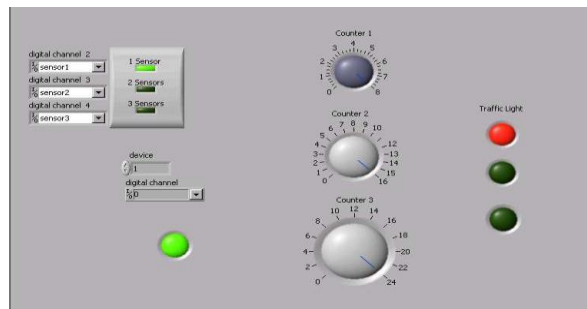 digital channel 2
sensor1
digital channel 3
sensor2
digital channel 4
sensor3
1 Sensor
2 Sensors
3 Sensors
device
1
digital channel
0
Counter 1
0 1 2 3 4 5 6 7 8
Counter 2
0 1 2 3 4 5 6 7 8 9 10 12 13 14 15 16
Counter 3
0 2 4 6 8 10 12 14 16 18 20 22 24
Traffic Light